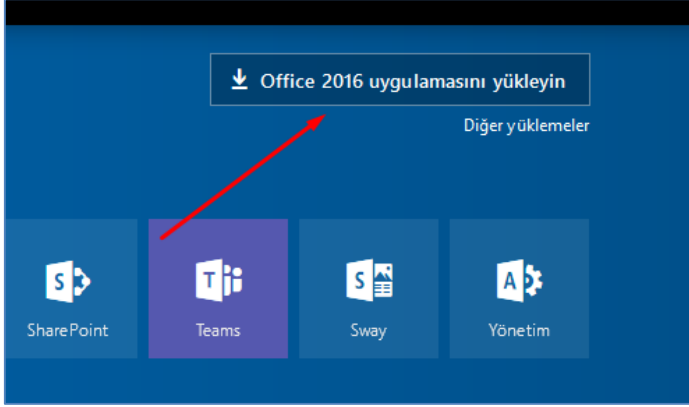 Office 2016 uygulamasını yükleyin
Diğer yüklemeler
S
T
S
A
SharePoint
Teams
Sway
Yönetim